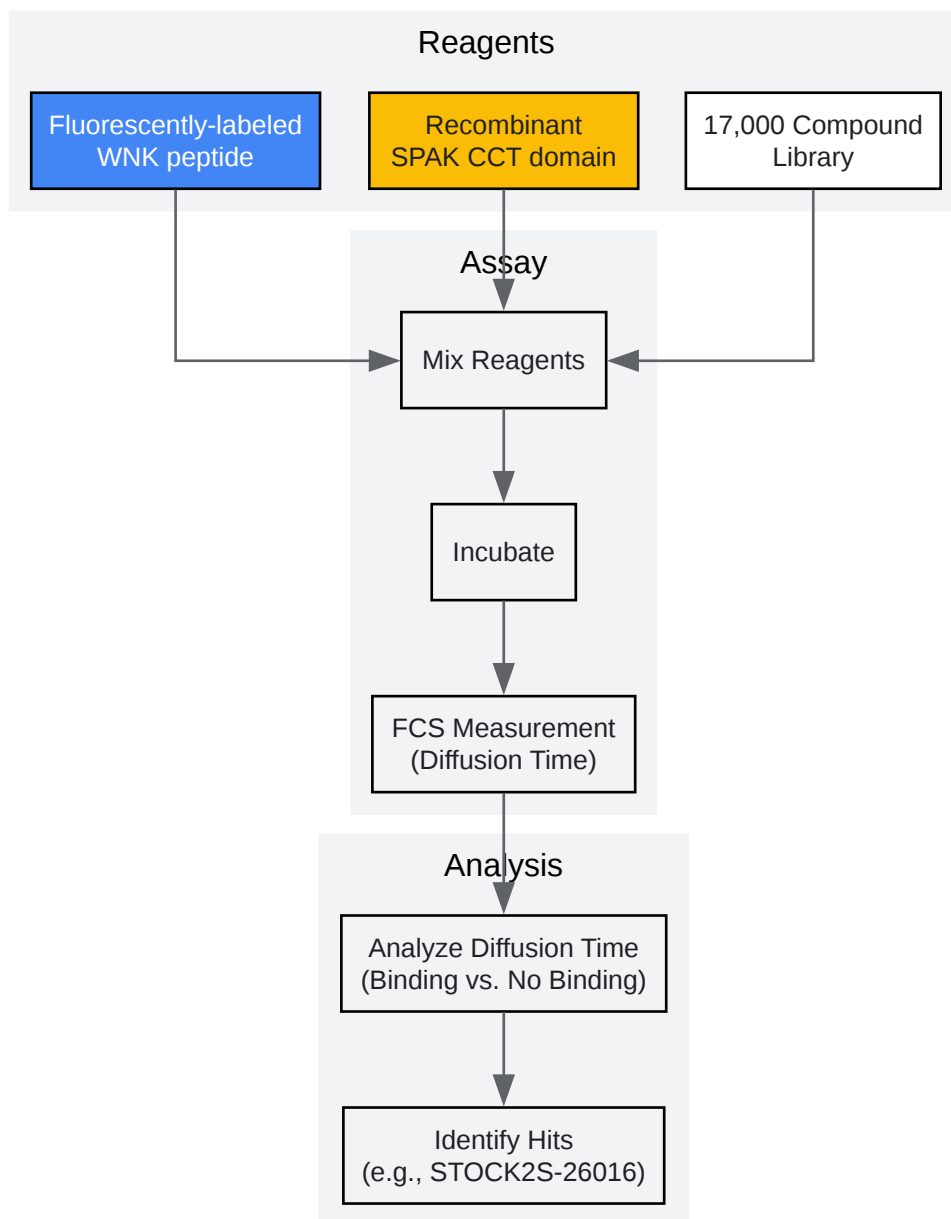 Reagents
Fluorescently-labeled
WNK peptide
Recombinant
SPAK CCT domain
17,000 Compound
Library
Assay
Mix Reagents
Incubate
FCS Measurement
(Diffusion Time)
Analysis
Analyze Diffusion Time
(Binding vs. No Binding)
Identify Hits
(e.g., STOCK2S-26016)